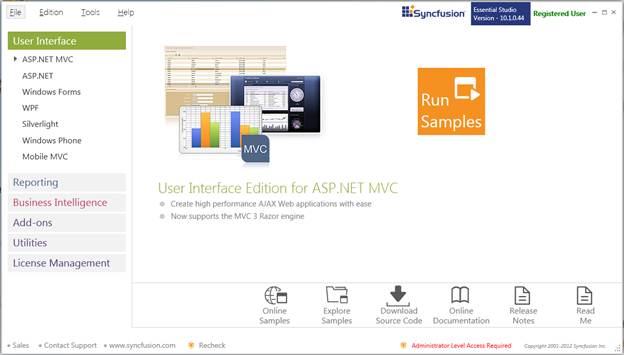 File Edition Tools Help
Syncfusion
Essential Studio
Version - 10.1.0.44
Registered User
User Interface
ASP.NET MVC
ASP.NET
Windows Forms
WPF
Silverlight
Windows Phone
Mobile MVC
Reporting
Business Intelligence
Add-ons
Utilities
License Management
MVC
Run
Samples
User Interface Edition for ASP.NET MVC
Create high performance AJAX Web applications with ease
Now supports the MVC 3 Razor engine
Online
Samples
Explore
Samples
Download
Source Code
Online
Documentation
Release
Notes
Read
Me
Sales Contact Support www.syncfusion.com Recheck Administrator Level Access Required Copyright 2001-2012 Syncfusion Inc.